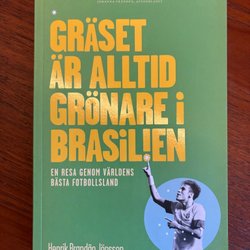 GRÄSET
ÄR ALLTID
GRÖNARE i
BRASiLiEN
EN RESA GENOM VÄRLDENS
BÄSTA FOTBOLLSLAND
Henrik Brandão Jönsson